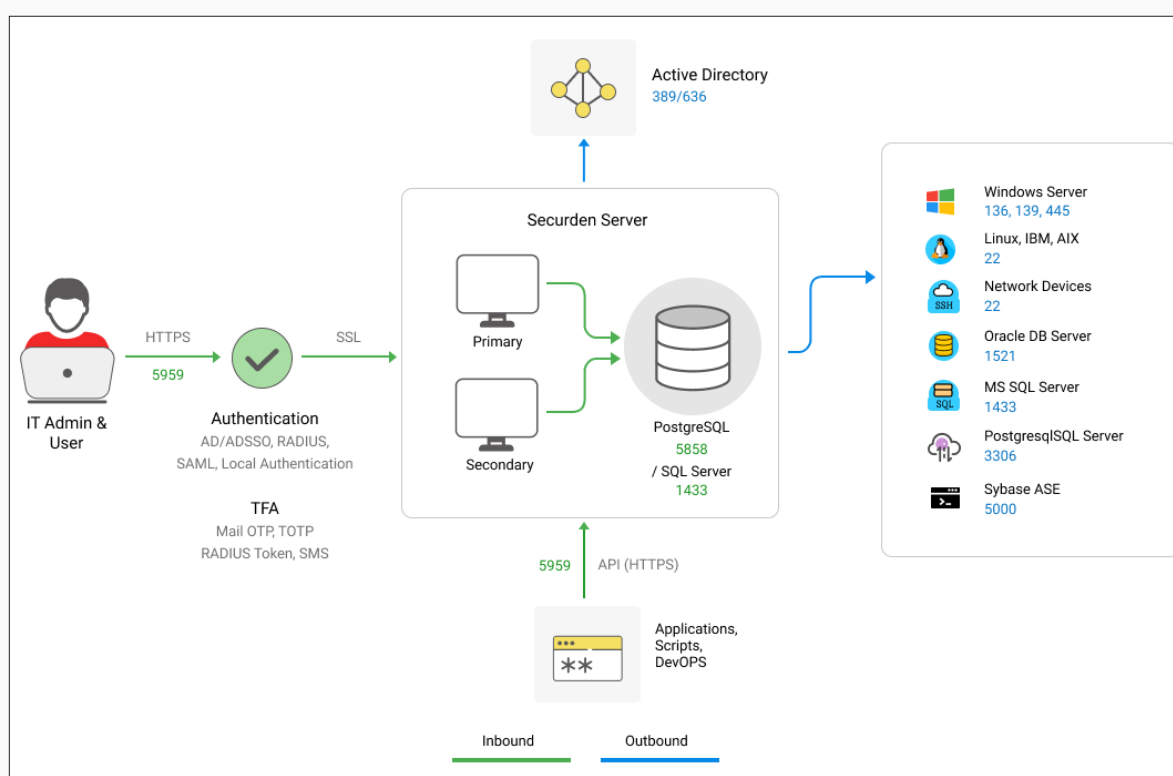 Active Directory
389/636
Securden Server
Primary
Secondary
PostgreSQL
5858
/ SQL Server
1433
HTTPS
5959
SSL
IT Admin &
User
Authentication
AD/ADSSO, RADIUS,
SAML, Local Authentication
TFA
Mail OTP, TOTP
RADIUS Token, SMS
Windows Server
136, 139, 445
Linux, IBM, AIX
22
SSH
Network Devices
22
Oracle DB Server
1521
SQL
MS SQL Server
1433
PostgresqlSQL Server
3306
Sybase ASE
5000
5959
API (HTTPS)
Applications,
Scripts,
DevOPS
**
Inbound
Outbound